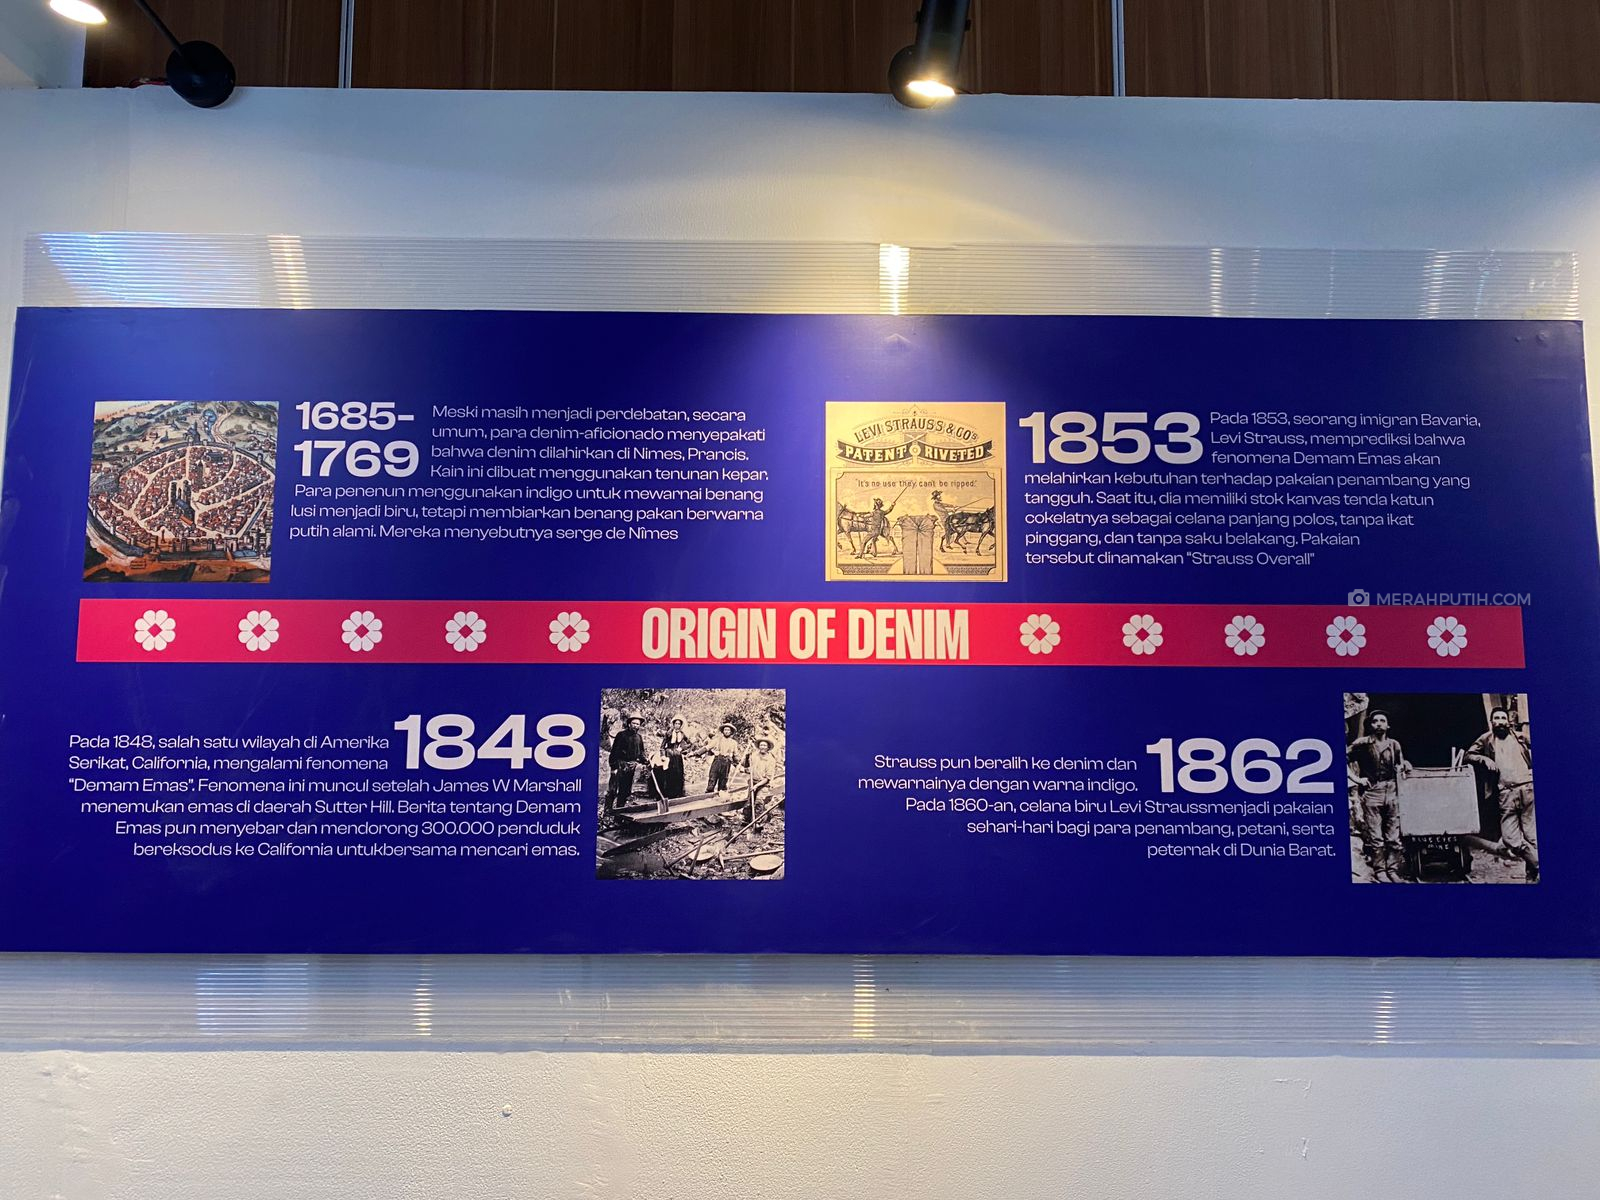 1685-
1769
Meski masih menjadi perdebatan, secara
umum, para denim-aficionado menyepakati
bahwa denim dilahirkan di Nimes, Prancis.
Kain ini dibuat menggunakan tenunan kepar.
Para penenun menggunakan indigo untuk mewarnai benang
lusi menjadi biru, tetapi membiarkan benang pakan berwarna
putih alami. Mereka menyebutnya serge de Nîmes
LEVI STRAUSS & CO'S
PATENT RIVETED
"It's no use they can't be ripped."
1853
Pada 1853, seorang imigran Bavaria,
Levi Strauss, memprediksi bahwa
fenomena Demam Emas akan
melahirkan kebutuhan terhadap pakaian penambang yang
tangguh. Saat itu, dia memiliki stok kanvas tenda katun
cokelatnya sebagai celana panjang polos, tanpa ikat
pinggang, dan tanpa saku belakang. Pakaian
tersebut dinamakan "Strauss Overall"
MERAHPUTIH.COM
ORIGIN OF DENIM
1848
Pada 1848, salah satu wilayah di Amerika
Serikat, California, mengalami fenomena
"Demam Emas". Fenomena ini muncul setelah James W Marshall
menemukan emas di daerah Sutter Hill. Berita tentang Demam
Emas pun menyebar dan mendorong 300.000 penduduk
bereksodus ke California untukbersama mencari emas.
1862
Strauss pun beralih ke denim dan
mewarnainya dengan warna indigo.
Pada 1860-an, celana biru Levi Straussmenjadi pakaian
sehari-hari bagi para penambang, petani, serta
peternak di Dunia Barat.
MINE